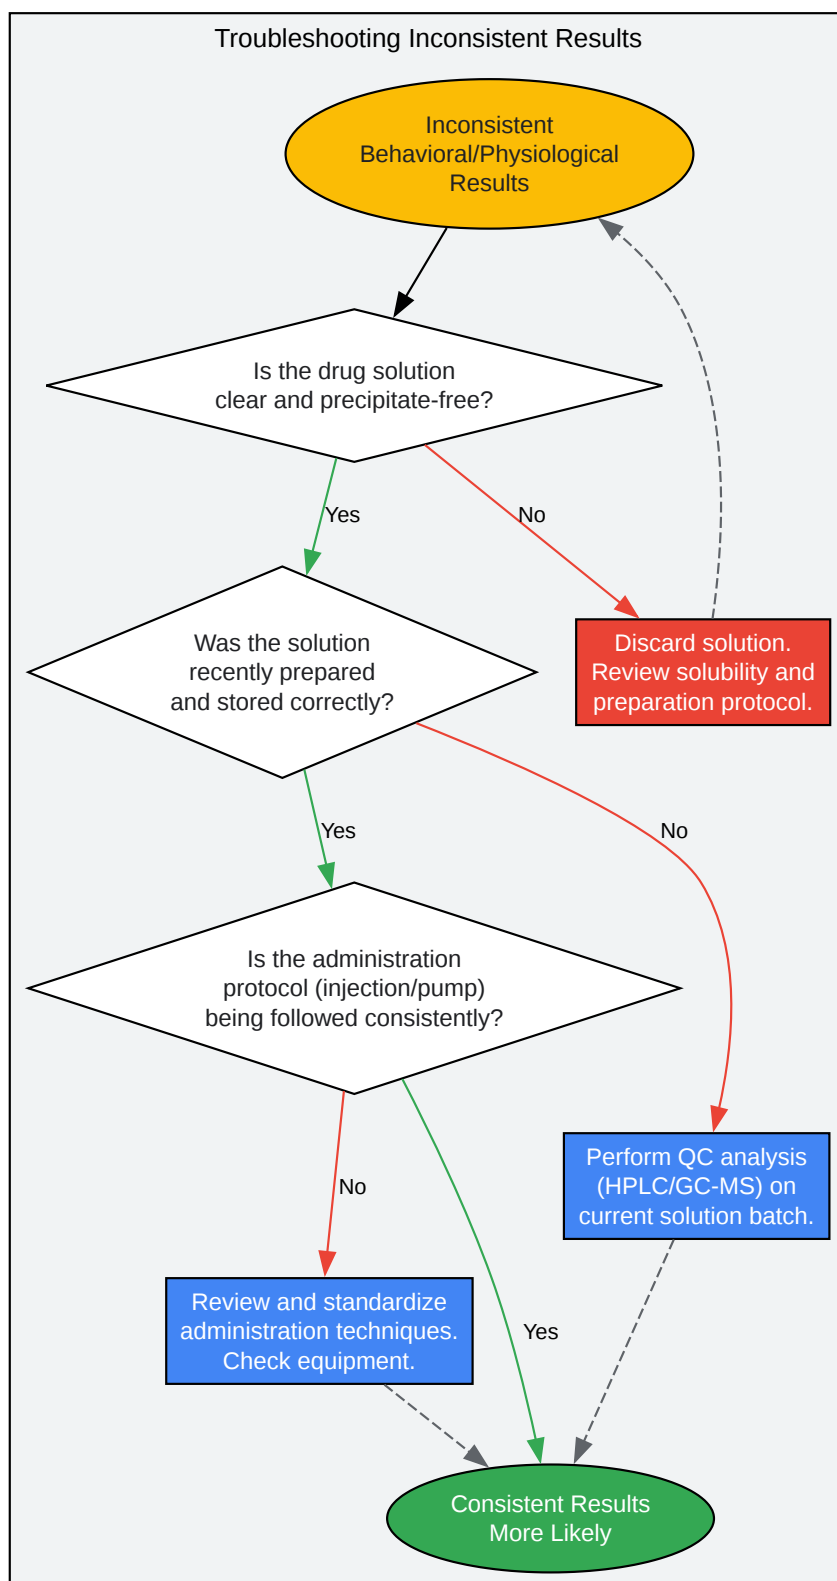 Troubleshooting Inconsistent Results
Inconsistent
Behavioral/Physiological
Results
Is the drug solution
clear and precipitate-free?
Yes
No
Was the solution
recently prepared
and stored correctly?
Discard solution.
Review solubility and
preparation protocol.
Yes
No
Is the administration
protocol (injection/pump)
being followed consistently?
No
Perform QC analysis
(HPLC/GC-MS) on
current solution batch.
Review and standardize
administration techniques.
Check equipment.
Yes
Consistent Results
More Likely